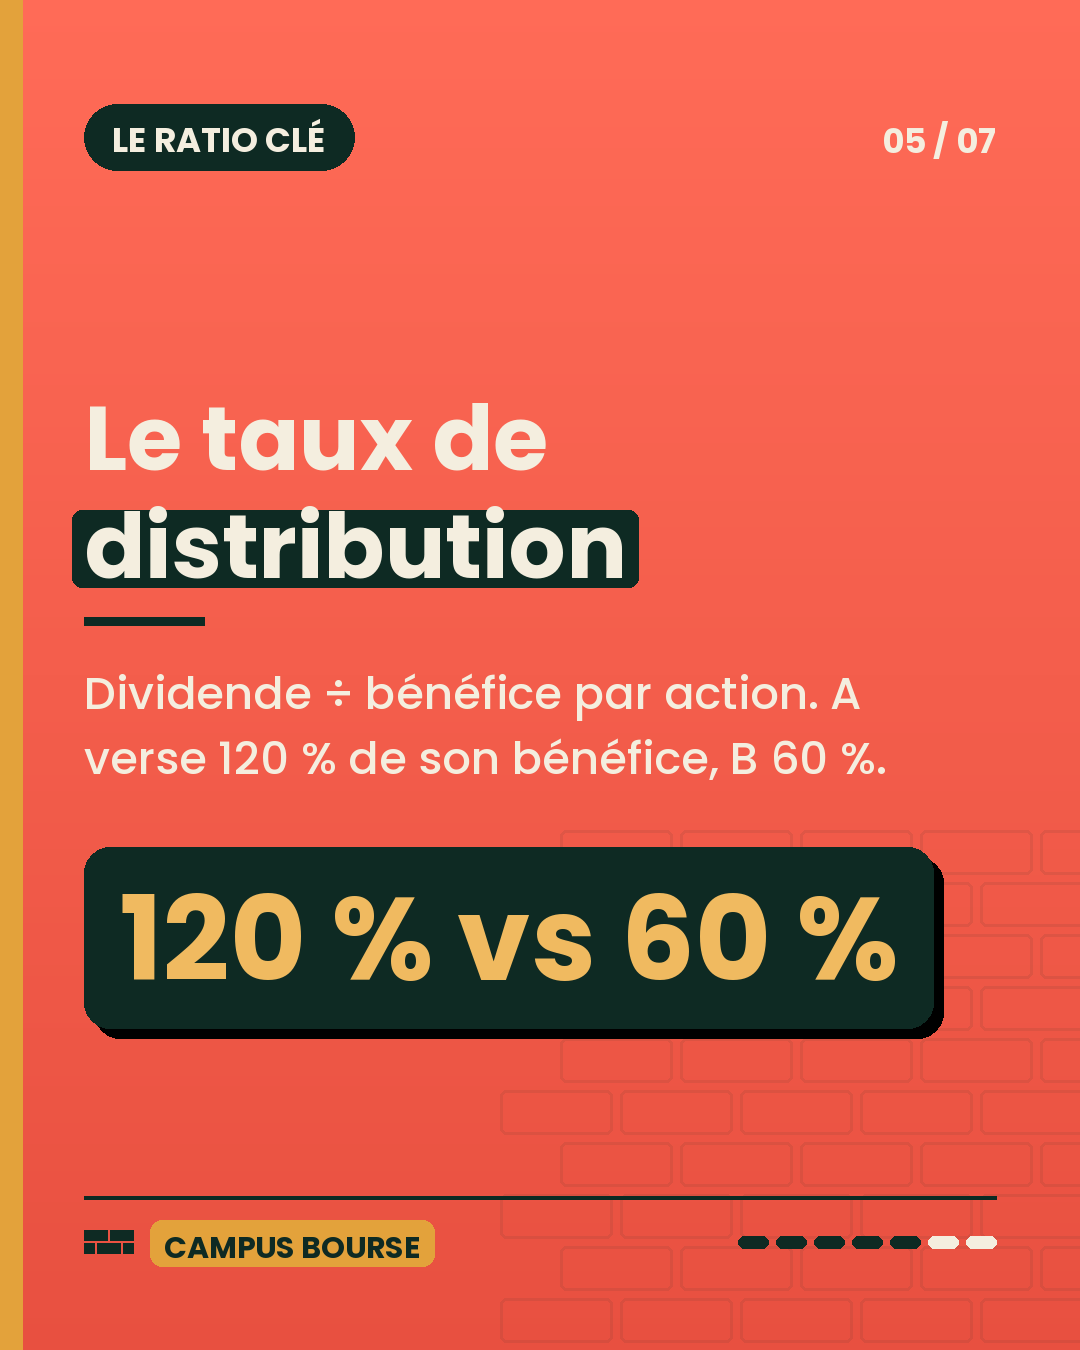 LE RATIO CLÉ
05 / 07
Le taux de
distribution
Dividende ÷ bénéfice par action. A
verse 120 % de son bénéfice, B 60 %.
120 % vs 60 %
CAMPUS BOURSE